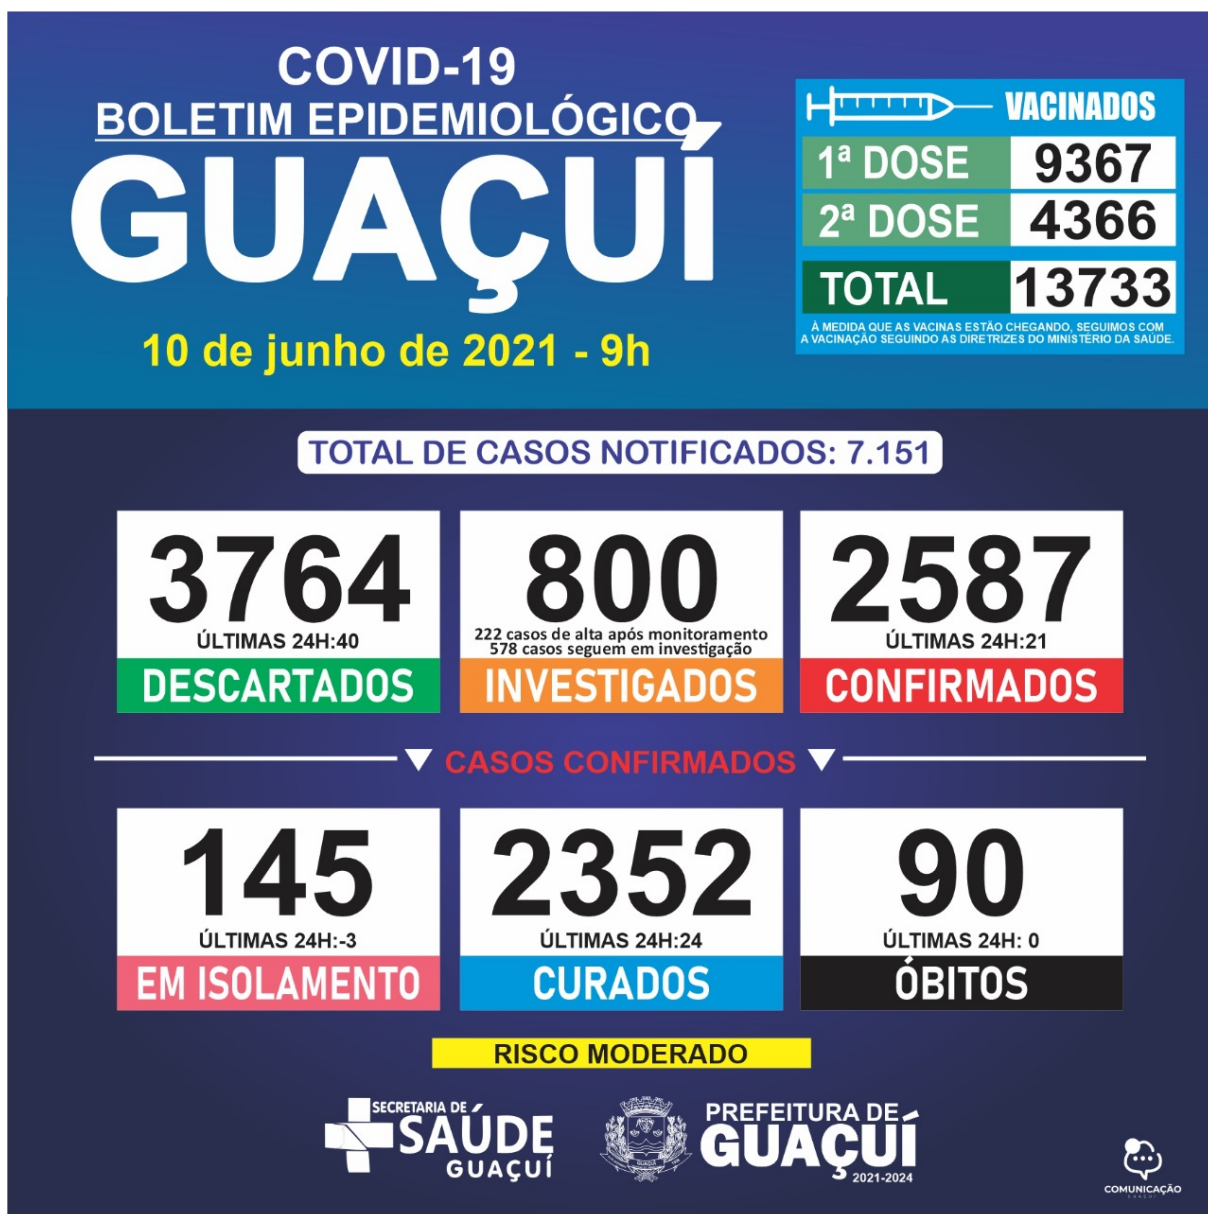 COVID-19
BOLETIM EPIDEMIOLÓGICO
GUAÇUÍ
10 de junho de 2021 - 9h
VACINADOS
1ª DOSE 9367
2ª DOSE 4366
TOTAL 13733
À MEDIDA QUE AS VACINAS ESTÃO CHEGANDO, SEGUIMOS COM
A VACINAÇÃO SEGUINDO AS DIRETRIZES DO MINISTÉRIO DA SAÚDE.
TOTAL DE CASOS NOTIFICADOS: 7.151
3764
ÚLTIMAS 24H:40
DESCARTADOS
800
222 casos de alta após monitoramento
578 casos seguem em investigação
INVESTIGADOS
2587
ÚLTIMAS 24H:21
CONFIRMADOS
CASOS CONFIRMADOS
145
ÚLTIMAS 24H:-3
EM ISOLAMENTO
2352
ÚLTIMAS 24H:24
CURADOS
90
ÚLTIMAS 24H: 0
ÓBITOS
RISCO MODERADO
SECRETARIA DE
SAÚDE
GUAÇUÍ
PREFEITURA DE
GUAÇUÍ
2021-2024
COMUNICAÇÃO